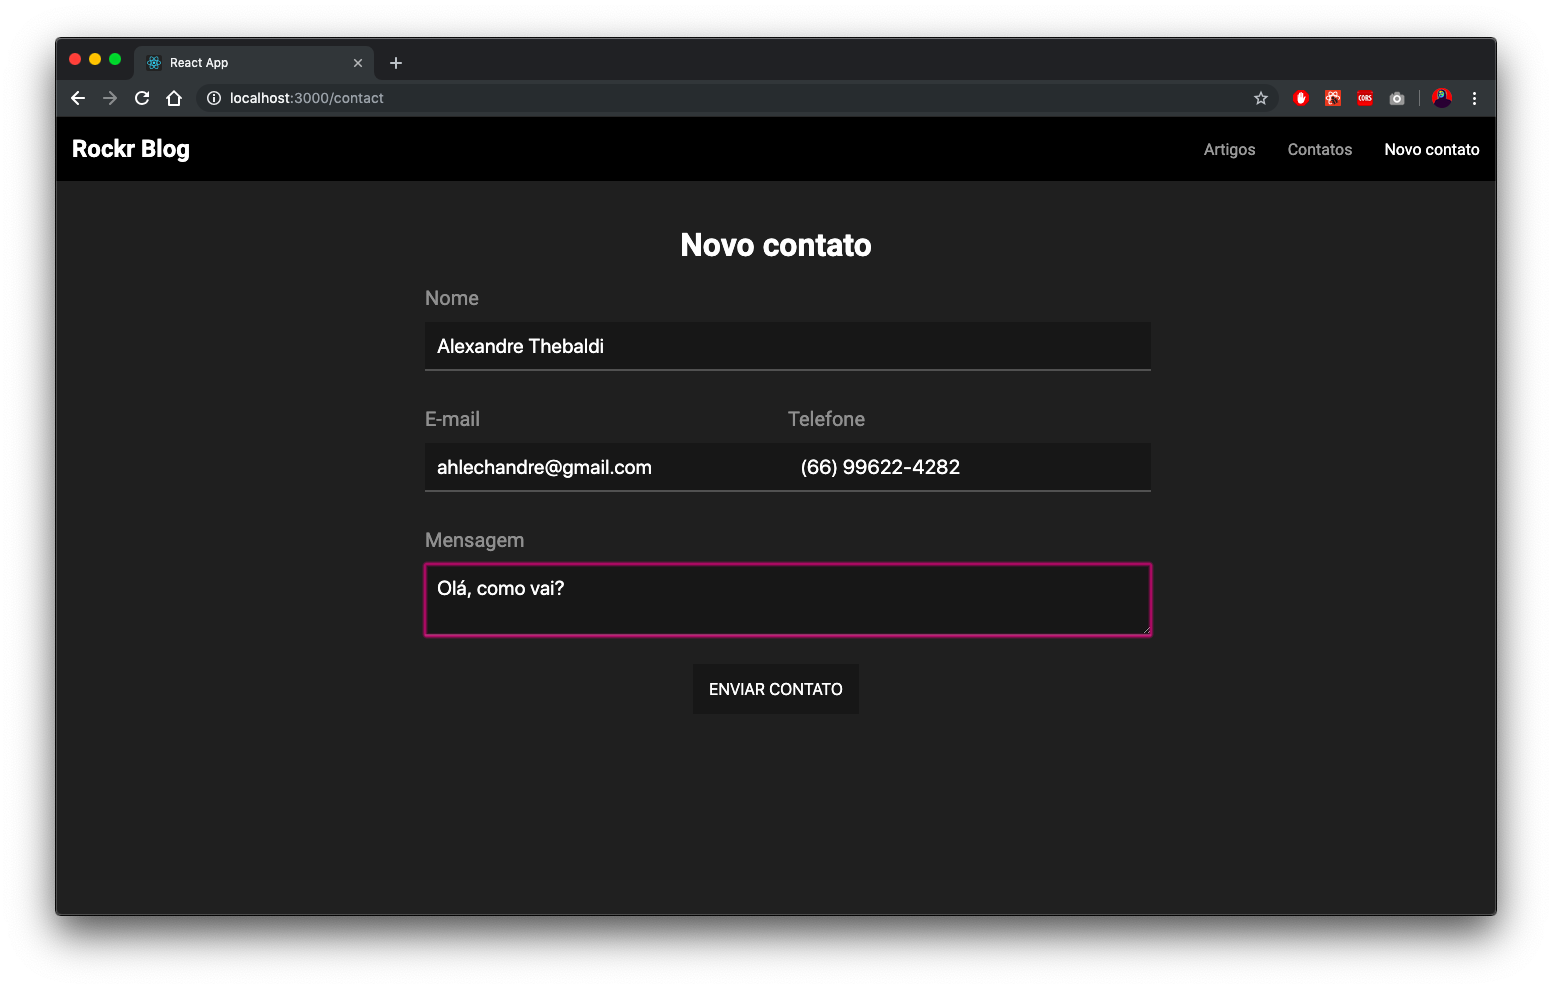 React App
localhost:3000/contact
CORS
Rockr Blog
Artigos Contatos Novo contato
Novo contato
Nome
Alexandre Thebaldi
E-mail Telefone
ahlechandre@gmail.com (66) 99622-4282
Mensagem
Olá, como vai?
ENVIAR CONTATO